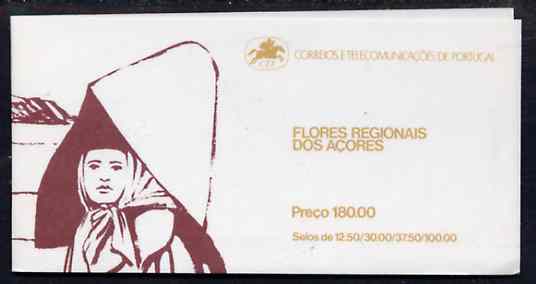 CTT
CORREIOS E TELECOMUNICAÇÕES DE PORTUGAL
FLORES REGIONAIS
DOS AÇORES
Preço 180.00
Selos de 12.50/30.00/37.50/100.00